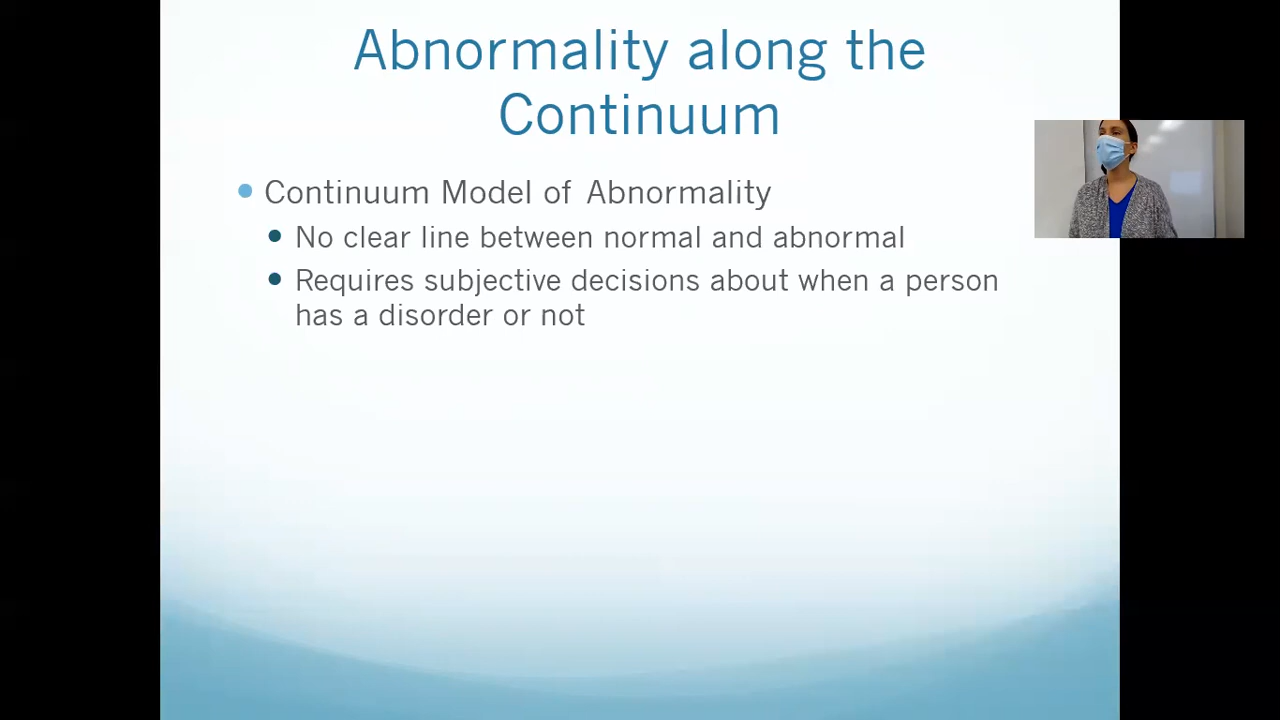 Abnormality along the
Continuum
Continuum Model of Abnormality
No clear line between normal and abnormal
Requires subjective decisions about when a person
has a disorder or not